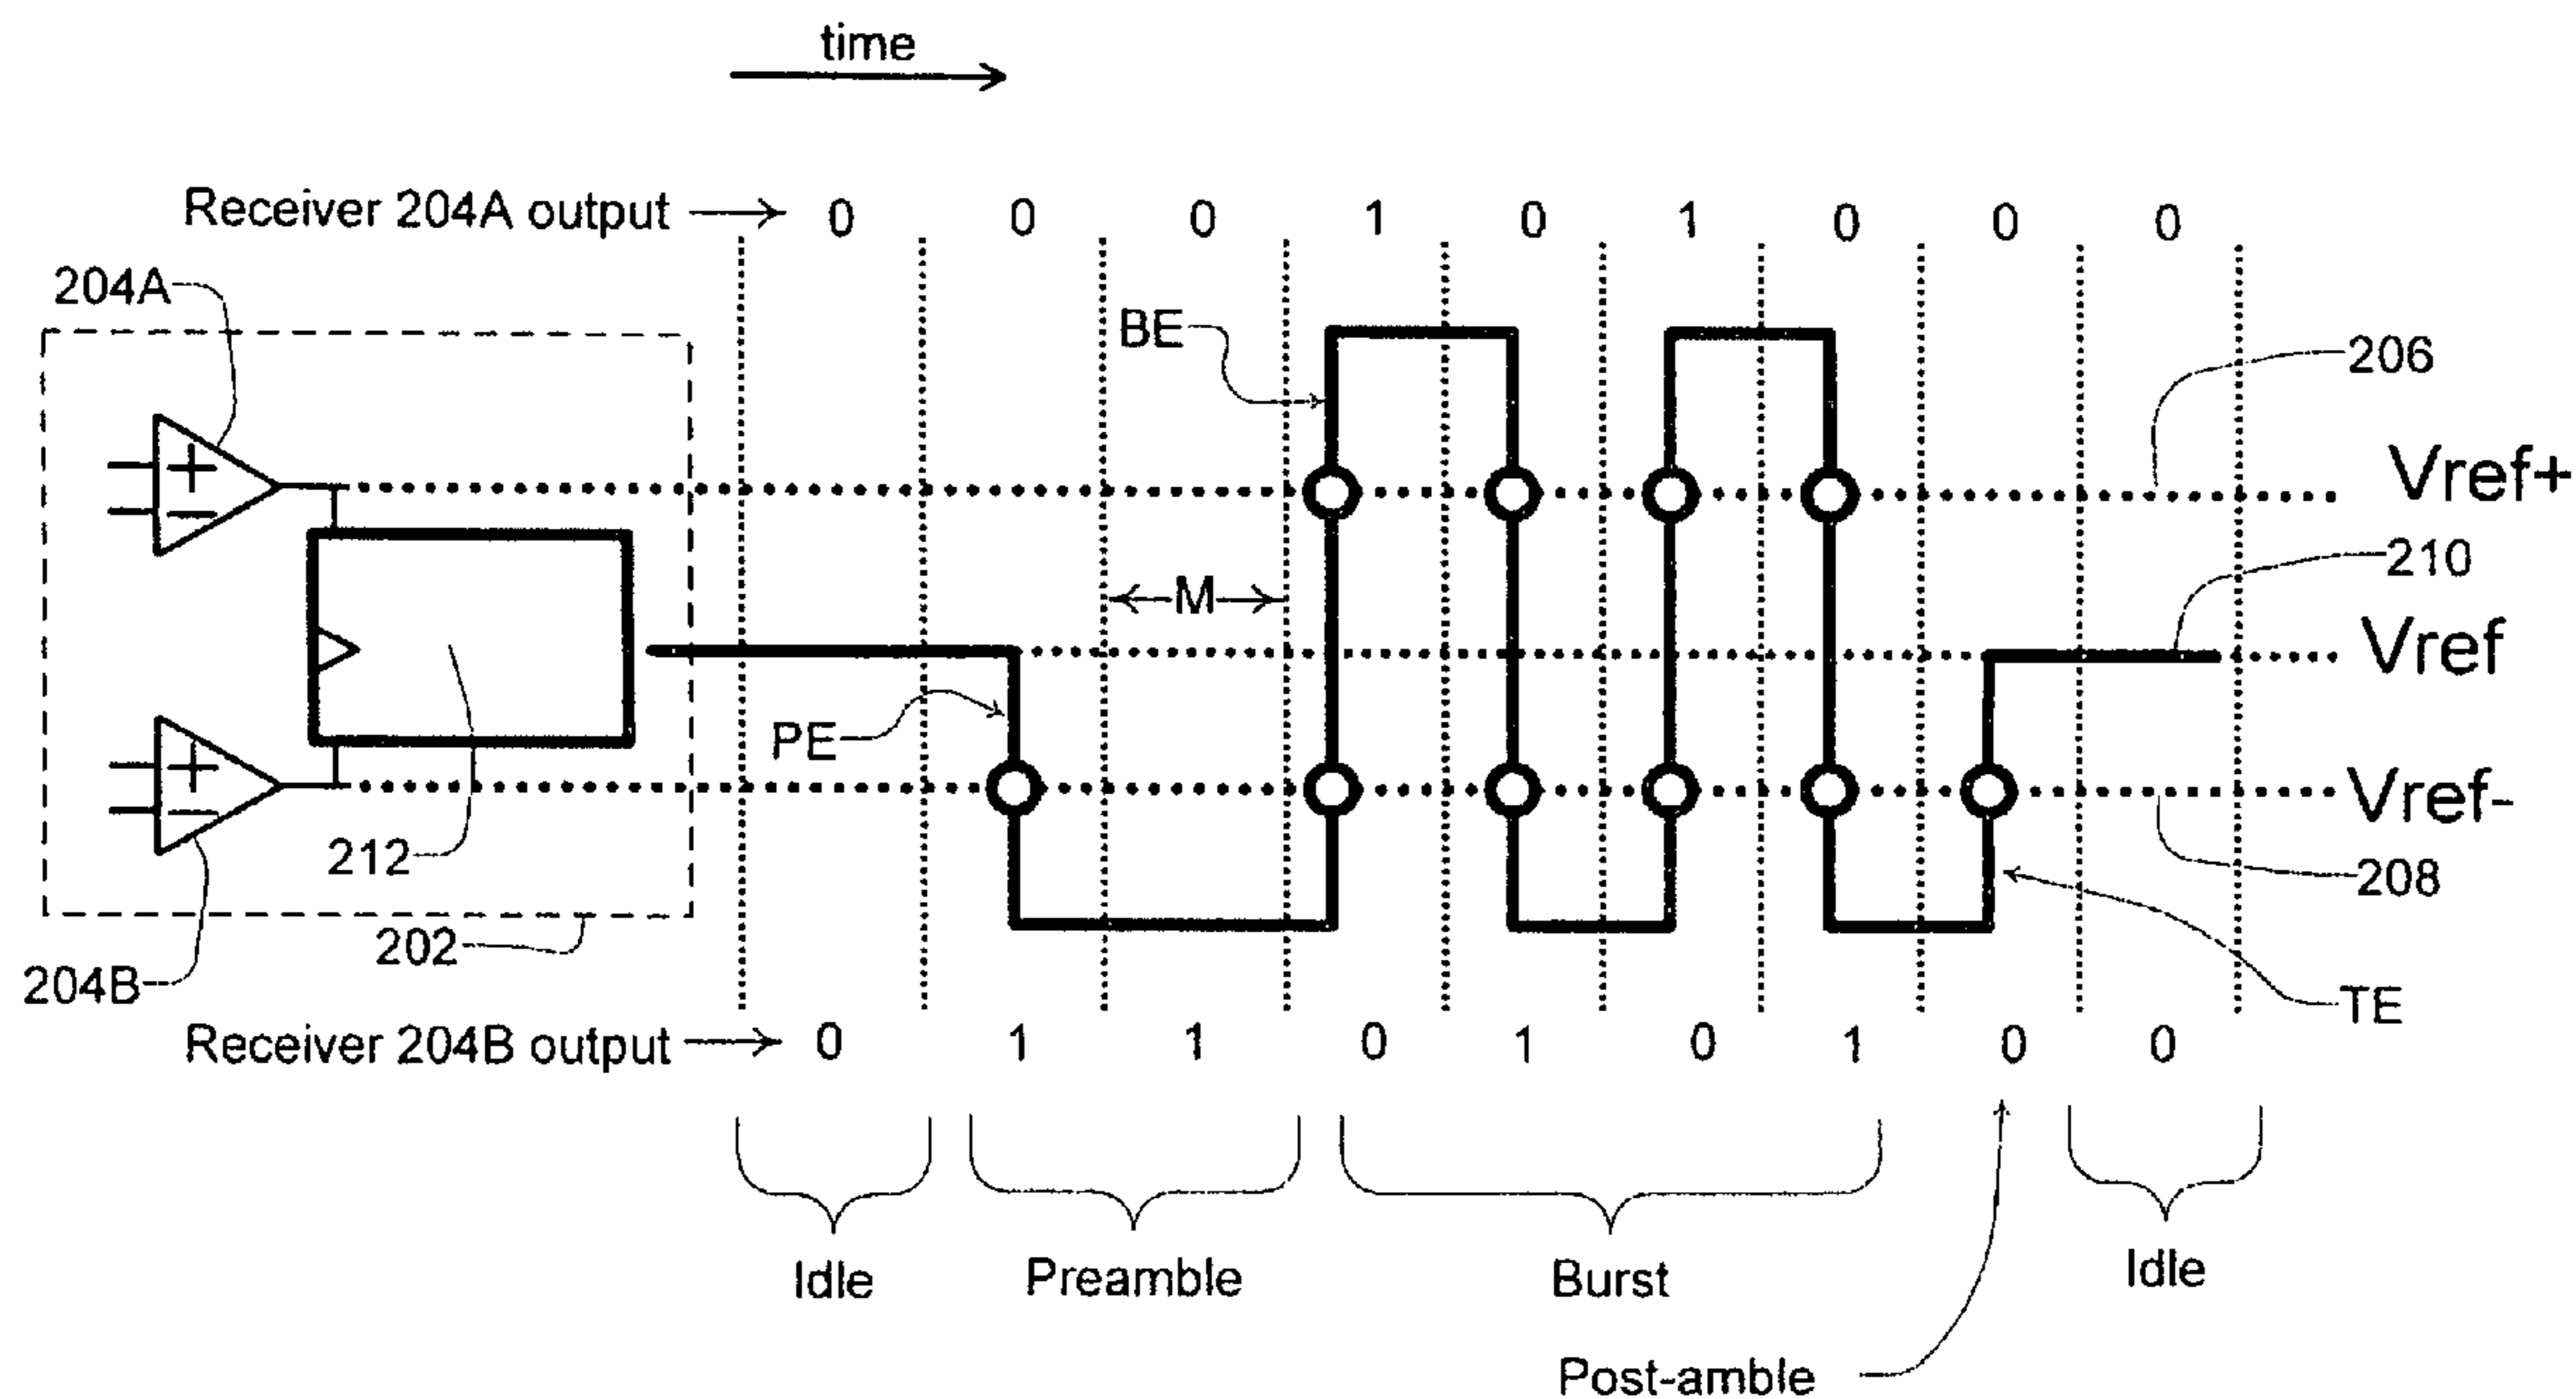 time
Receiver 204A output 0 0 0 1 0 1 0 0 0
204A
BE
206
Vref+
210
M
Vref
PE
Vref-
212
208
202
204B
TE
Receiver 204B output 0 1 1 0 1 0 1 0 0
Idle
Preamble
Burst
Idle
Post-amble